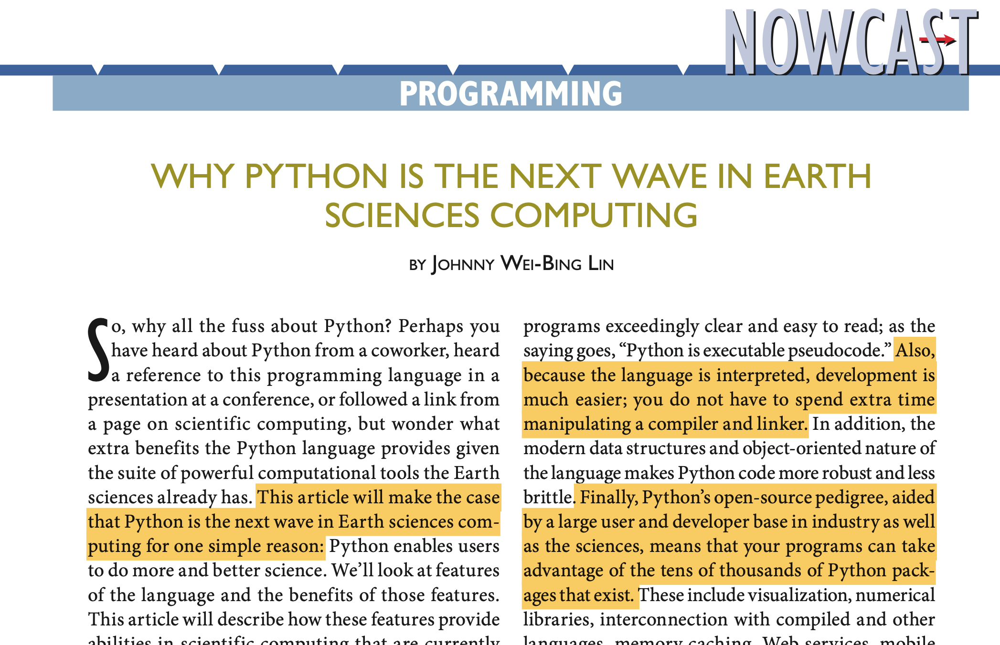 NOWCAST
PROGRAMMING
WHY PYTHON IS THE NEXT WAVE IN EARTH
SCIENCES COMPUTING
BY JOHNNY WEI-BING LIN
So, why all the fuss about Python? Perhaps you
have heard about Python from a coworker, heard
a reference to this programming language in a
presentation at a conference, or followed a link from
a page on scientific computing, but wonder what
extra benefits the Python language provides given
the suite of powerful computational tools the Earth
sciences already has. This article will make the case
that Python is the next wave in Earth sciences com-
puting for one simple reason: Python enables users
to do more and better science. We’ll look at features
of the language and the benefits of those features.
This article will describe how these features provide
abilities in scientific computing that are currently
programs exceedingly clear and easy to read; as the
saying goes, “Python is executable pseudocode.” Also,
because the language is interpreted, development is
much easier; you do not have to spend extra time
manipulating a compiler and linker. In addition, the
modern data structures and object-oriented nature of
the language makes Python code more robust and less
brittle. Finally, Python’s open-source pedigree, aided
by a large user and developer base in industry as well
as the sciences, means that your programs can take
advantage of the tens of thousands of Python pack-
ages that exist. These include visualization, numerical
libraries, interconnection with compiled and other
languages, memory caching, Web services, mobile